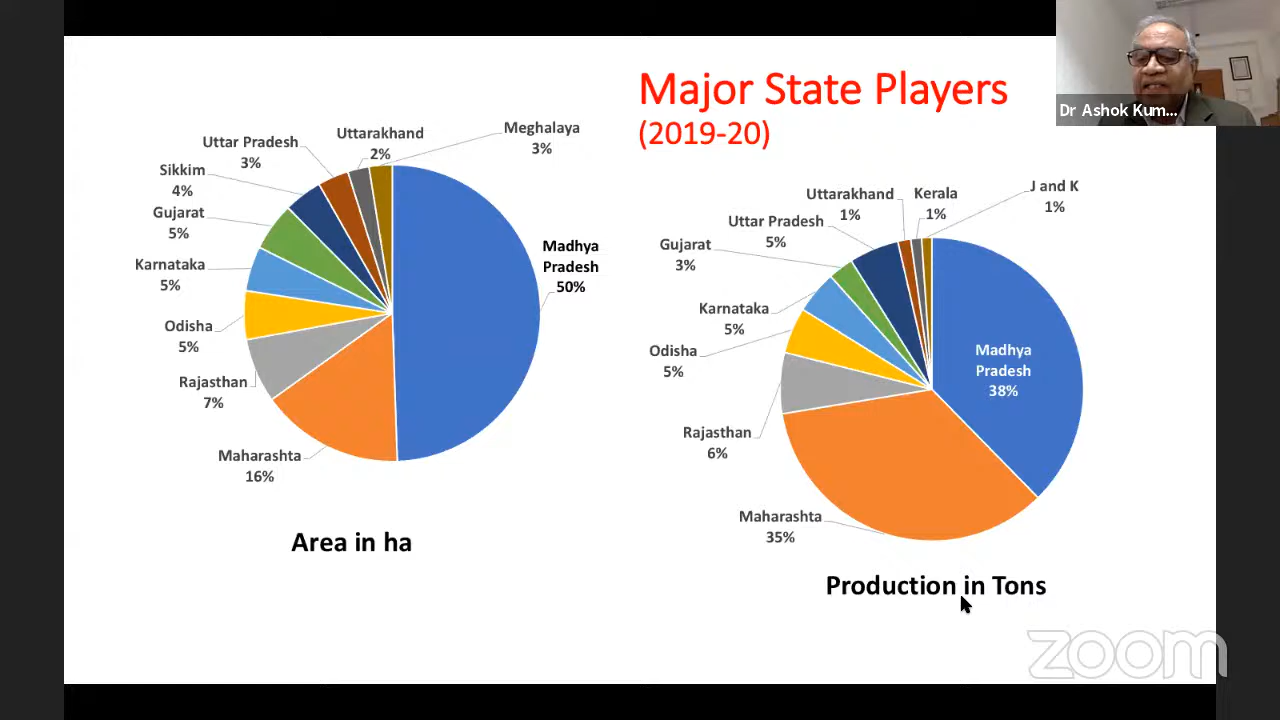 Major State Players
(2019-20)
Dr Ashok Kum...
Uttar Pradesh
3%
Uttarakhand
2%
Meghalaya
3%
Sikkim
4%
Gujarat
5%
Karnataka
5%
Odisha
5%
Rajasthan
7%
Maharashta
16%
Madhya
Pradesh
50%
Area in ha
Uttarakhand
1%
Kerala
1%
J and K
1%
Uttar Pradesh
5%
Gujarat
3%
Karnataka
5%
Odisha
5%
Rajasthan
6%
Maharashta
35%
Madhya
Pradesh
38%
Production in Tons
zoom